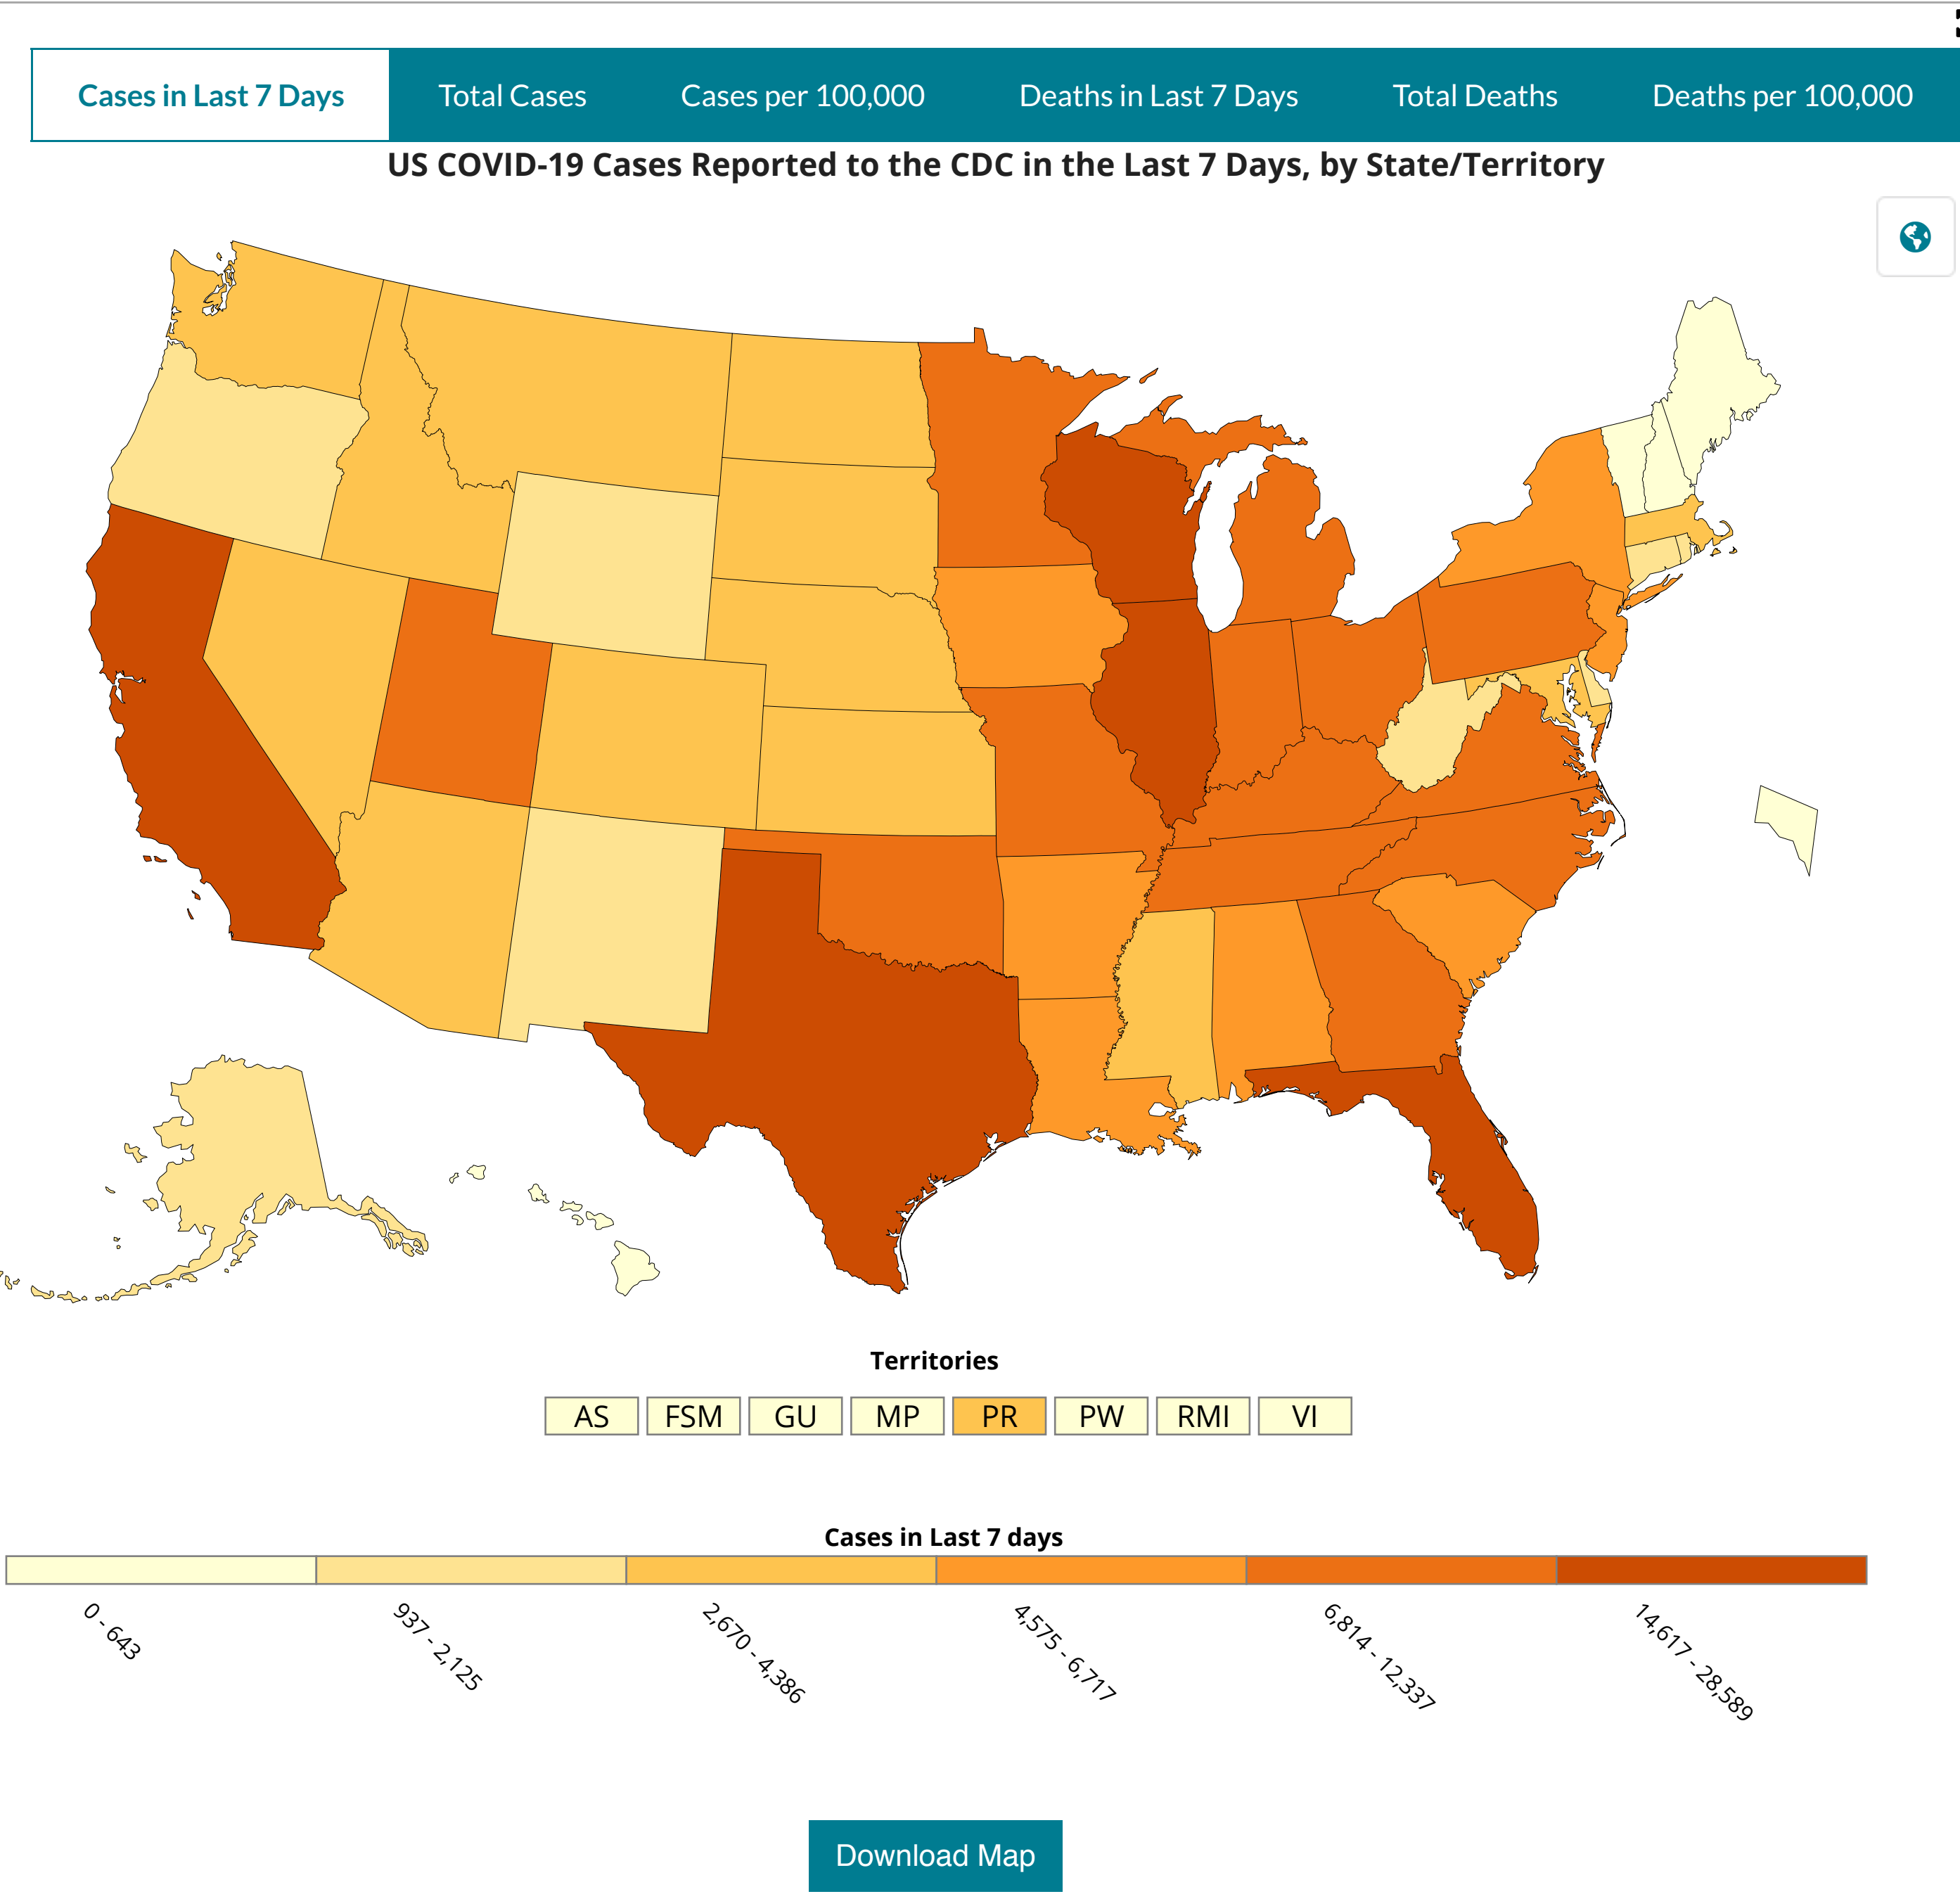 Cases in Last 7 Days Total Cases Cases per 100,000 Deaths in Last 7 Days Total Deaths Deaths per 100,000
US COVID-19 Cases Reported to the CDC in the Last 7 Days, by State/Territory
Territories
AS FSM GU MP PR PW RMI VI
Cases in Last 7 days
0 - 643
937 - 2,125
2,670 - 4,386
4,575 - 6,717
6,814 - 12,337
14,617 - 28,589
Download Map